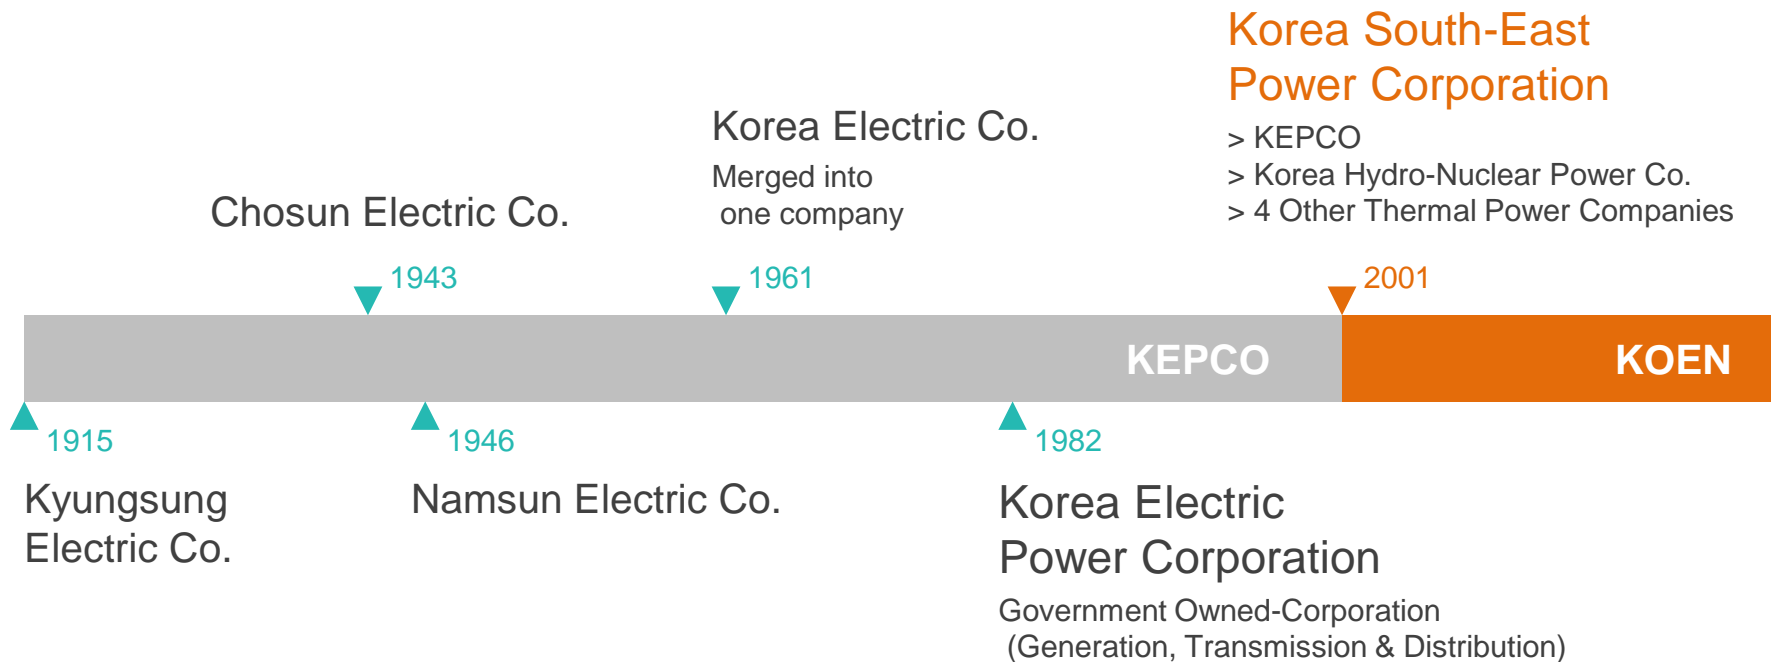 Korea South-East
Power Corporation
> KEPCO
> Korea Hydro-Nuclear Power Co.
> 4 Other Thermal Power Companies
Korea Electric Co.
Merged into
one company
Chosun Electric Co.
1943
1961
2001
KEPCO
KOEN
1915
1946
1982
Kyungsung
Electric Co.
Namsun Electric Co.
Korea Electric
Power Corporation
Government Owned-Corporation
(Generation, Transmission & Distribution)